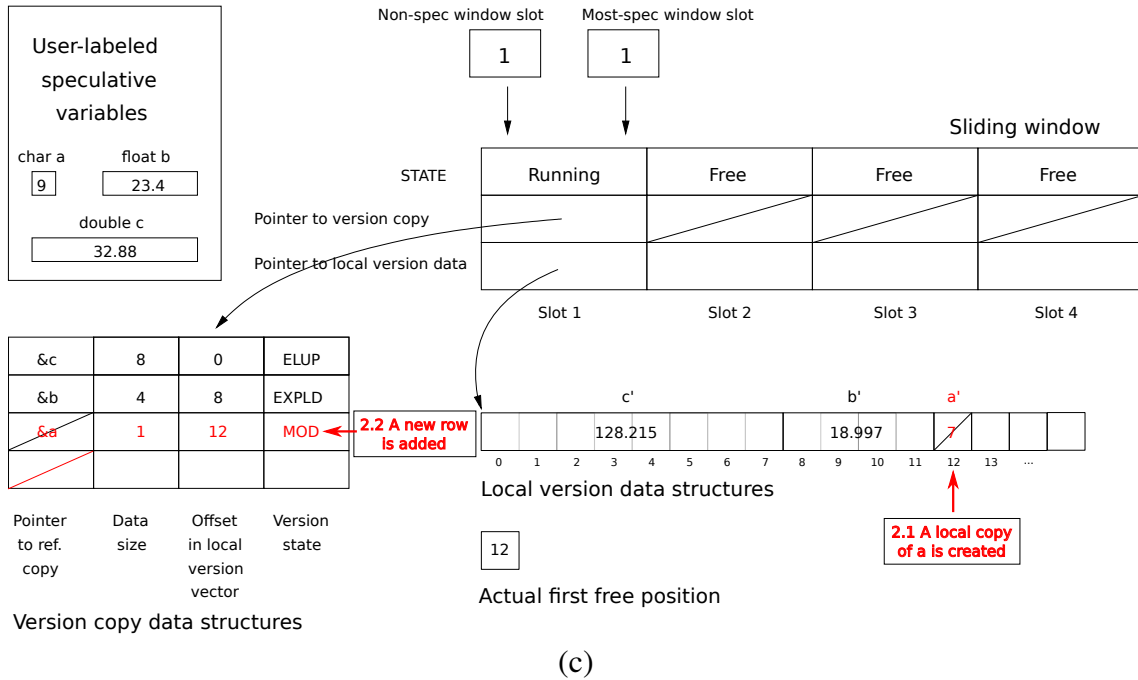 Non-spec window slot
Most-spec window slot
1
1
User-labeled
speculative
variables
char a
float b
9
23.4
double c
32.88
Sliding window
STATE
Running
Free
Free
Free
Pointer to version copy
Pointer to local version data
Slot 1
Slot 2
Slot 3
Slot 4
&c
8
0
ELUP
&b
4
8
EXPLD
&a
1
12
MOD
2.2 A new row
is added
c'
b'
a'
128.215
18.997
7
0
1
2
3
4
5
6
7
8
9
10
11
12
13
...
Local version data structures
2.1 A local copy
of a is created
12
Actual first free position
Pointer
to ref.
copy
Data
size
Offset
in local
version
vector
Version
state
Version copy data structures
(c)